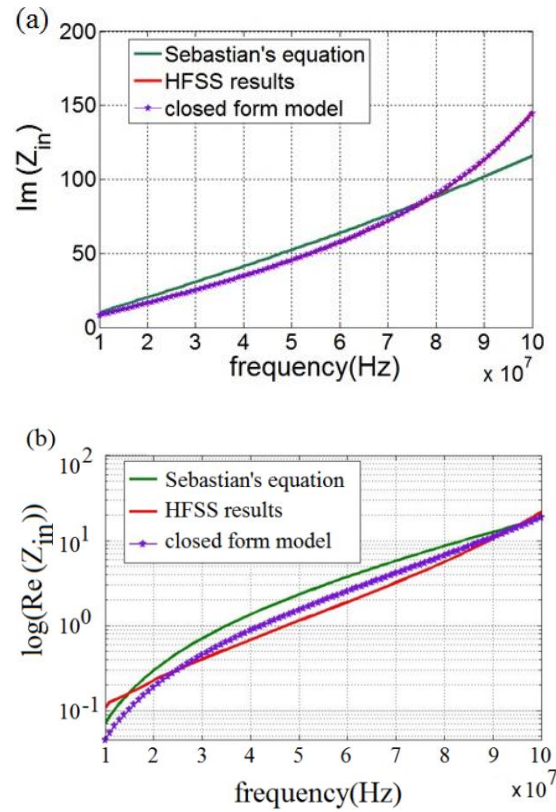 (a)
200
150
100
50
0
Im (Z_in)
Sebastian's equation
HFSS results
closed form model
1 2 3 4 5 6 7 8 9 10
frequency(Hz)
x 10^7
(b)
10^2
10^1
10^0
10^-1
log(Re(Z_in))
Sebastian's equation
HFSS results
closed form model
1 2 3 4 5 6 7 8 9 10
frequency(Hz)
×10^7